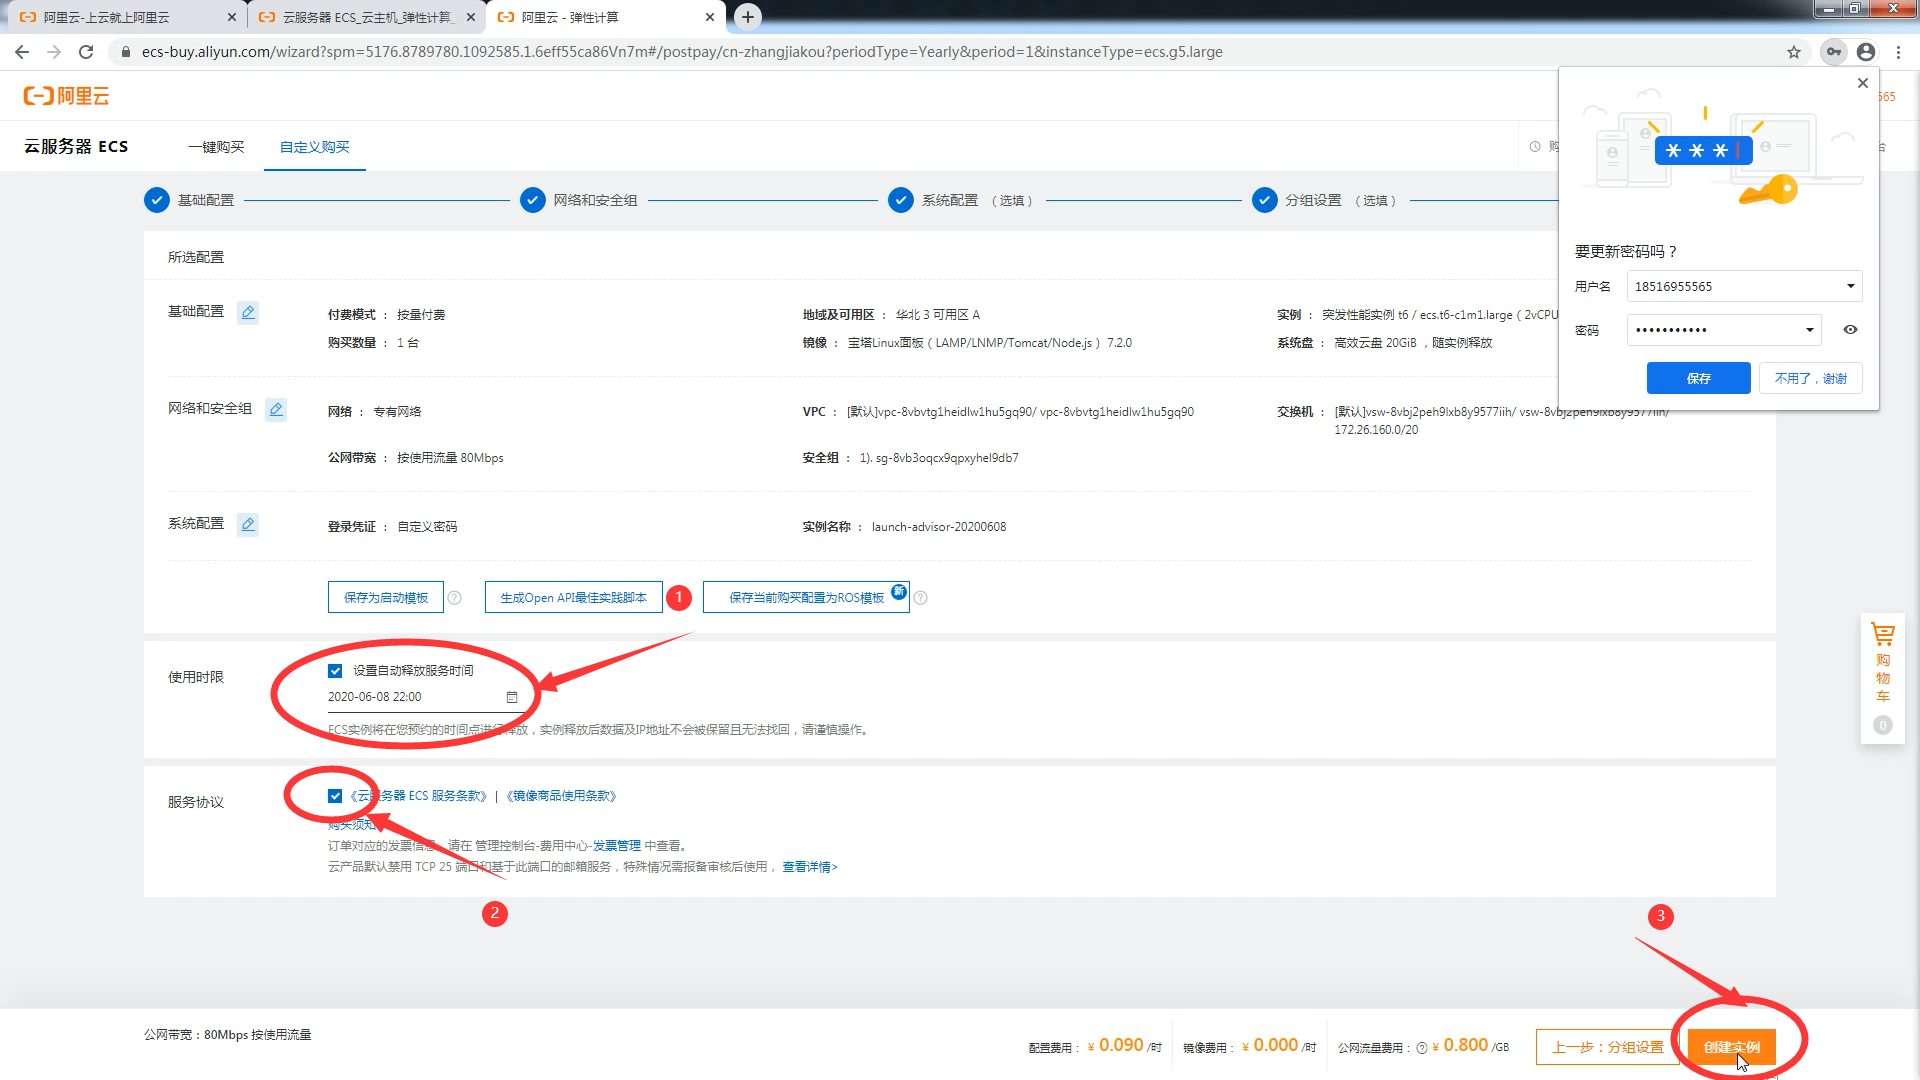 阿里云-上云就上阿里云
云服务器 ECS_云主机_弹性计算_
阿里云 - 弹性计算
ecs-buy.aliyun.com/wizard?spm=5176.8789780.1092585.1.6eff55ca86Vn7m#/postpay/cn-zhangjiakou?periodType=Yearly&period=1&instanceType=ecs.g5.large
阿里云
565
云服务器 ECS
一键购买
自定义购买
购
台
基础配置
网络和安全组
系统配置 （选填）
分组设置 （选填）
***
要更新密码吗？
用户名
18516955565
密码
•••••••••••
保存
不用了，谢谢
所选配置
基础配置
付费模式 ： 按量付费
地域及可用区 ： 华北 3 可用区 A
实例 ： 突发性能实例 t6 / ecs.t6-c1m1.large（2vCPU
购买数量 ： 1 台
镜像 ： 宝塔Linux面板（LAMP/LNMP/Tomcat/Node.js） 7.2.0
系统盘 ： 高效云盘 20GiB ，随实例释放
网络和安全组
网络 ： 专有网络
VPC ： [默认]vpc-8vbvtg1heidlw1hu5gq90/ vpc-8vbvtg1heidlw1hu5gq90
交换机 ： [默认]vsw-8vbj2peh9lxb8y9577iih/ vsw-8vbj2peh9lxb8y9577iih/
172.26.160.0/20
公网带宽 ： 按使用流量 80Mbps
安全组 ： 1). sg-8vb3oqcx9qpxyhel9db7
系统配置
登录凭证 ： 自定义密码
实例名称 ： launch-advisor-20200608
保存为启动模板
生成Open API最佳实践脚本
1
保存当前购买配置为ROS模板
新
使用时限
设置自动释放服务时间
2020-06-08 22:00
ECS实例将在您预约的时间点进行释放，实例释放后数据及IP地址不会被保留且无法找回，请谨慎操作。
服务协议
《云服务器 ECS 服务条款》 | 《镜像商品使用条款》
购买须知
订单对应的发票信息，请在 管理控制台-费用中心-发票管理 中查看。
云产品默认禁用 TCP 25 端口和基于此端口的邮箱服务，特殊情况需报备审核后使用， 查看详情>
2
3
购
物
车
0
公网带宽：80Mbps 按使用流量
配置费用： ¥ 0.090 /时
镜像费用： ¥ 0.000 /时
公网流量费用： ¥ 0.800 /GB
上一步：分组设置
创建实例